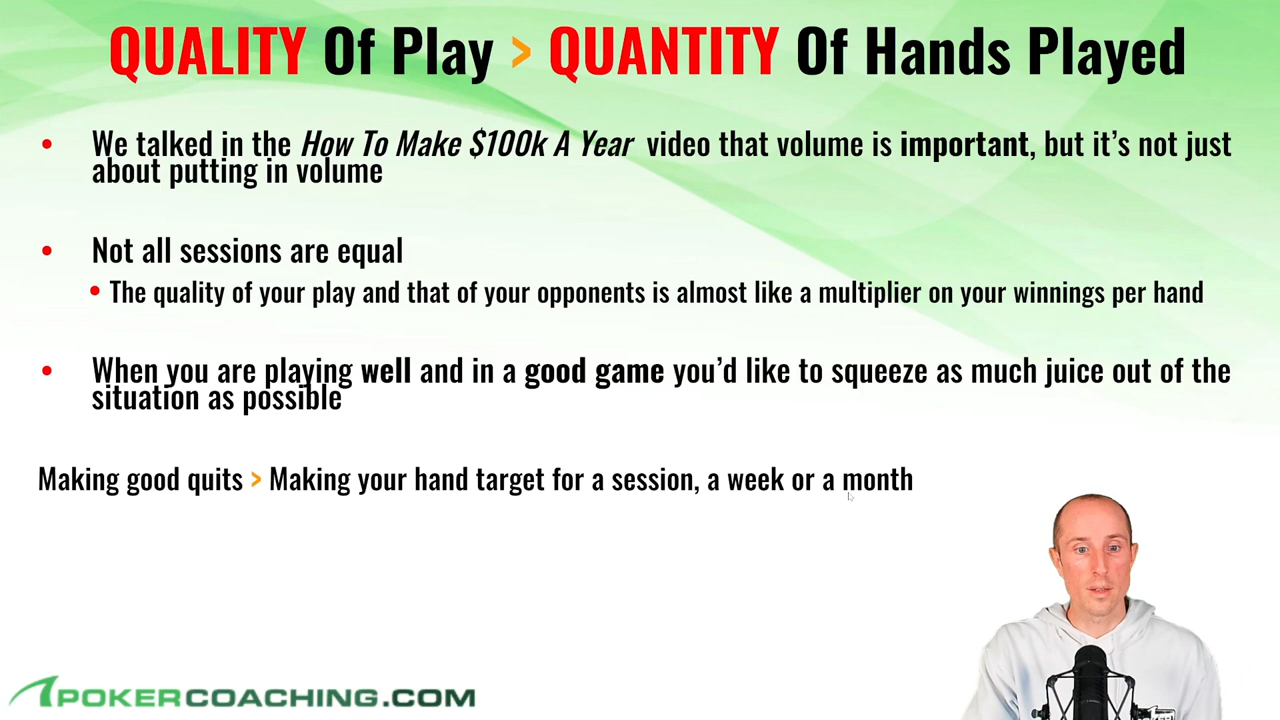 QUALITY Of Play > QUANTITY Of Hands Played
• We talked in the How To Make $100k A Year video that volume is important, but it’s not just
about putting in volume
• Not all sessions are equal
• The quality of your play and that of your opponents is almost like a multiplier on your winnings per hand
• When you are playing well and in a good game you’d like to squeeze as much juice out of the
situation as possible
Making good quits > Making your hand target for a session, a week or a month
POKERCOACHING.COM